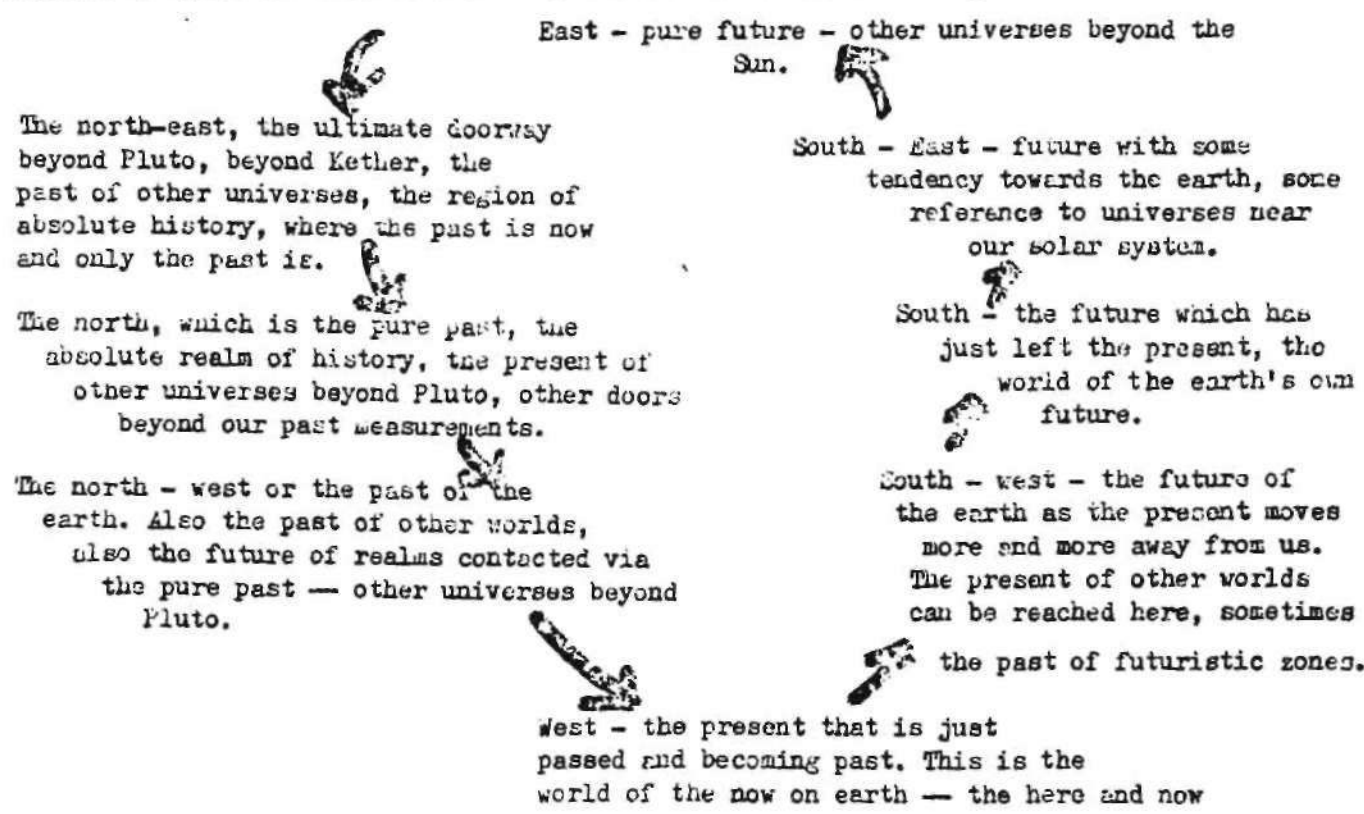 East - pure future - other universes beyond the
Sun.
The north-east, the ultimate doorway
beyond Pluto, beyond Kether, the
past of other universes, the region of
absolute history, where the past is now
and only the past is.
The north, which is the pure past, the
absolute realm of history, the present of
other universes beyond Pluto, other doors
beyond our past measurements.
The north - west or the past of the
earth. Also the past of other worlds,
also the future of realms contacted via
the pure past — other universes beyond
Pluto.
West - the present that is just
passed and becoming past. This is the
world of the now on earth — the here and now
South - west - the future of
the earth as the present moves
more and more away from us.
The present of other worlds
can be reached here, sometimes
the past of futuristic zones.
South - the future which has
just left the present, the
world of the earth's own
future.
South - East - future with some
tendency towards the earth, some
reference to universes near
our solar system.